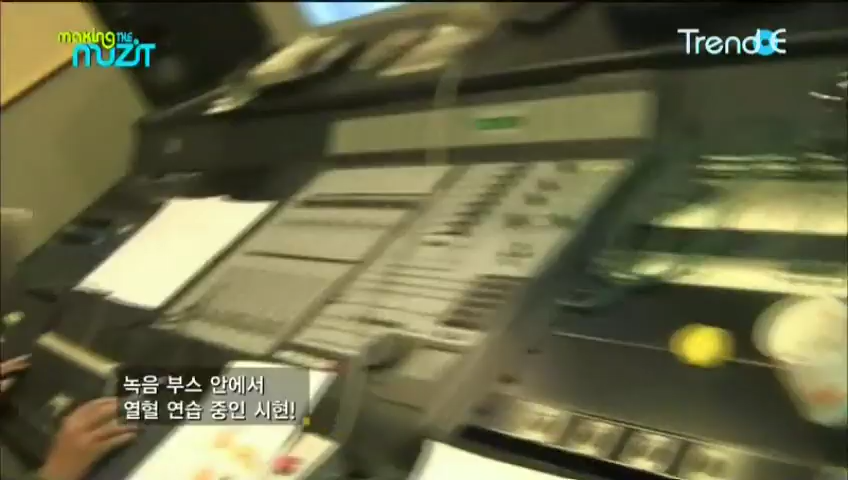 making THE
MUZIT
TrendE
녹음 부스 안에서
열혈 연습 중인 시현!